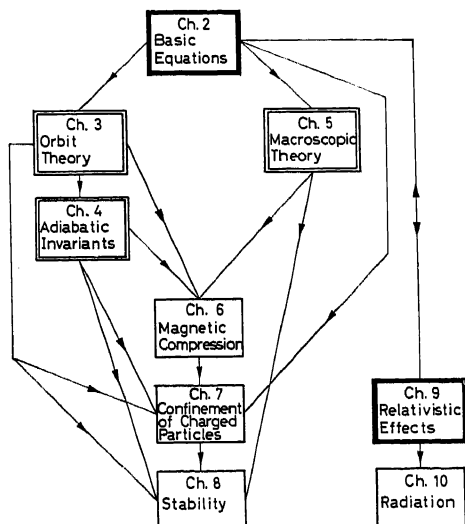 Ch. 2
Basic
Equations
Ch. 3
Orbit
Theory
Ch. 5
Macroscopic
Theory
Ch. 4
Adiabatic
Invariants
Ch. 6
Magnetic
Compression
Ch. 7
Confinement
of Charged
Particles
Ch. 9
Relativistic
Effects
Ch. 8
Stability
Ch. 10
Radiation